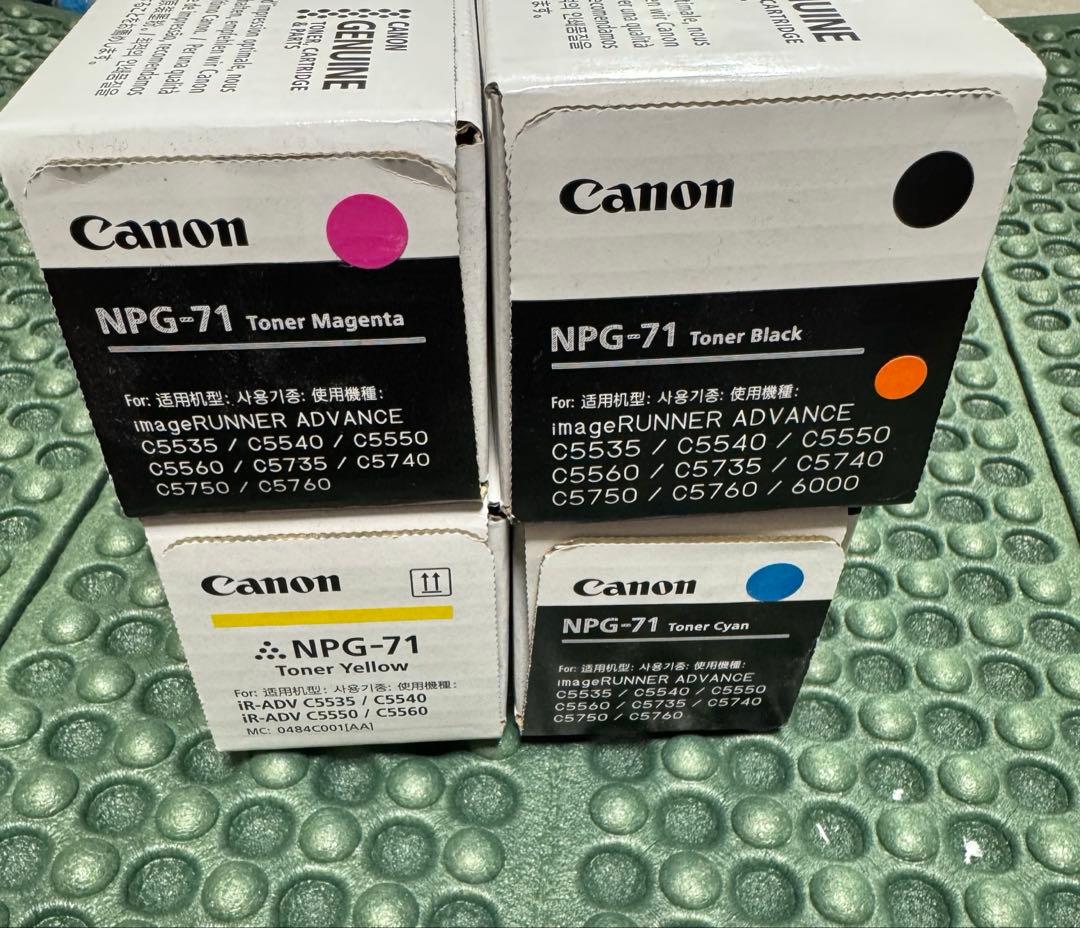 CANON
GENUINE
TONER, CARTRIDGE
& PARTS
GENUINE
CARTRIDGE
Canon
NPG-71 Toner Magenta
For: 适用机型: 사용기종: 使用機種:
imageRUNNER ADVANCE
C5535 / C5540 / C5550
C5560 / C5735 / C5740
C5750 / C5760
Canon
NPG-71 Toner Black
For: 适用机型: 사용기종: 使用機種:
imageRUNNER ADVANCE
C5535 / C5540 / C5550
C5560 / C5735 / C5740
C5750 / C5760 / 6000
Canon
NPG-71
Toner Yellow
For: 适用机型: 사용기종: 使用機種:
iR-ADV C5535 / C5540
iR-ADV C5550 / C5560
MC: 0484C001[AA]
Canon
NPG-71 Toner Cyan
For: 适用机型: 사용기종: 使用機種:
imageRUNNER ADVANCE
C5535 / C5540 / C5550
C5560 / C5735 / C5740
C5750 / C5760